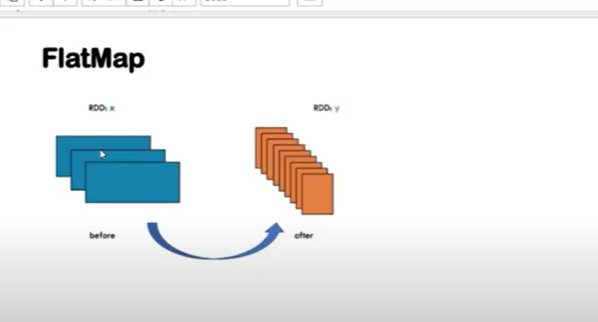 FlatMap
RDD: x
RDD: y
before
after